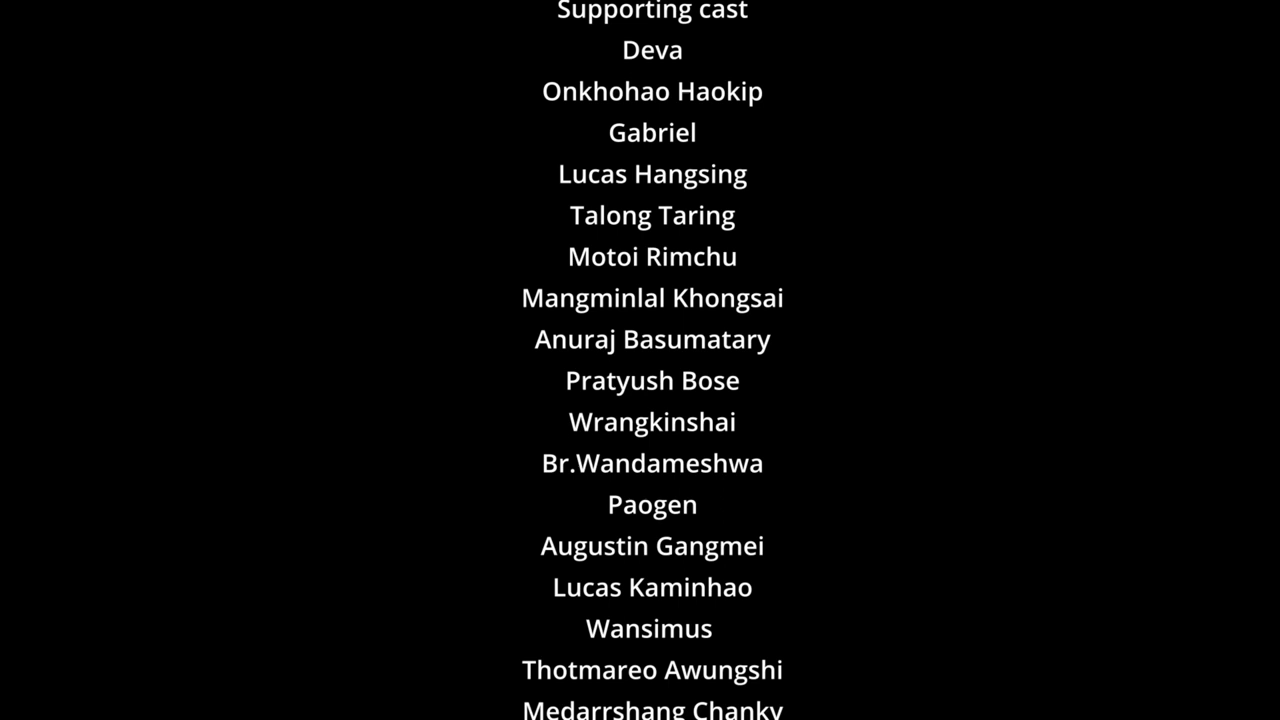 Supporting cast
Deva
Onkhohao Haokip
Gabriel
Lucas Hangsing
Talong Taring
Motoi Rimchu
Mangminlal Khongsai
Anuraj Basumatary
Pratyush Bose
Wrangkinshai
Br.Wandameshwa
Paogen
Augustin Gangmei
Lucas Kaminhao
Wansimus
Thotmareo Awungshi
Medarrshang Chanky